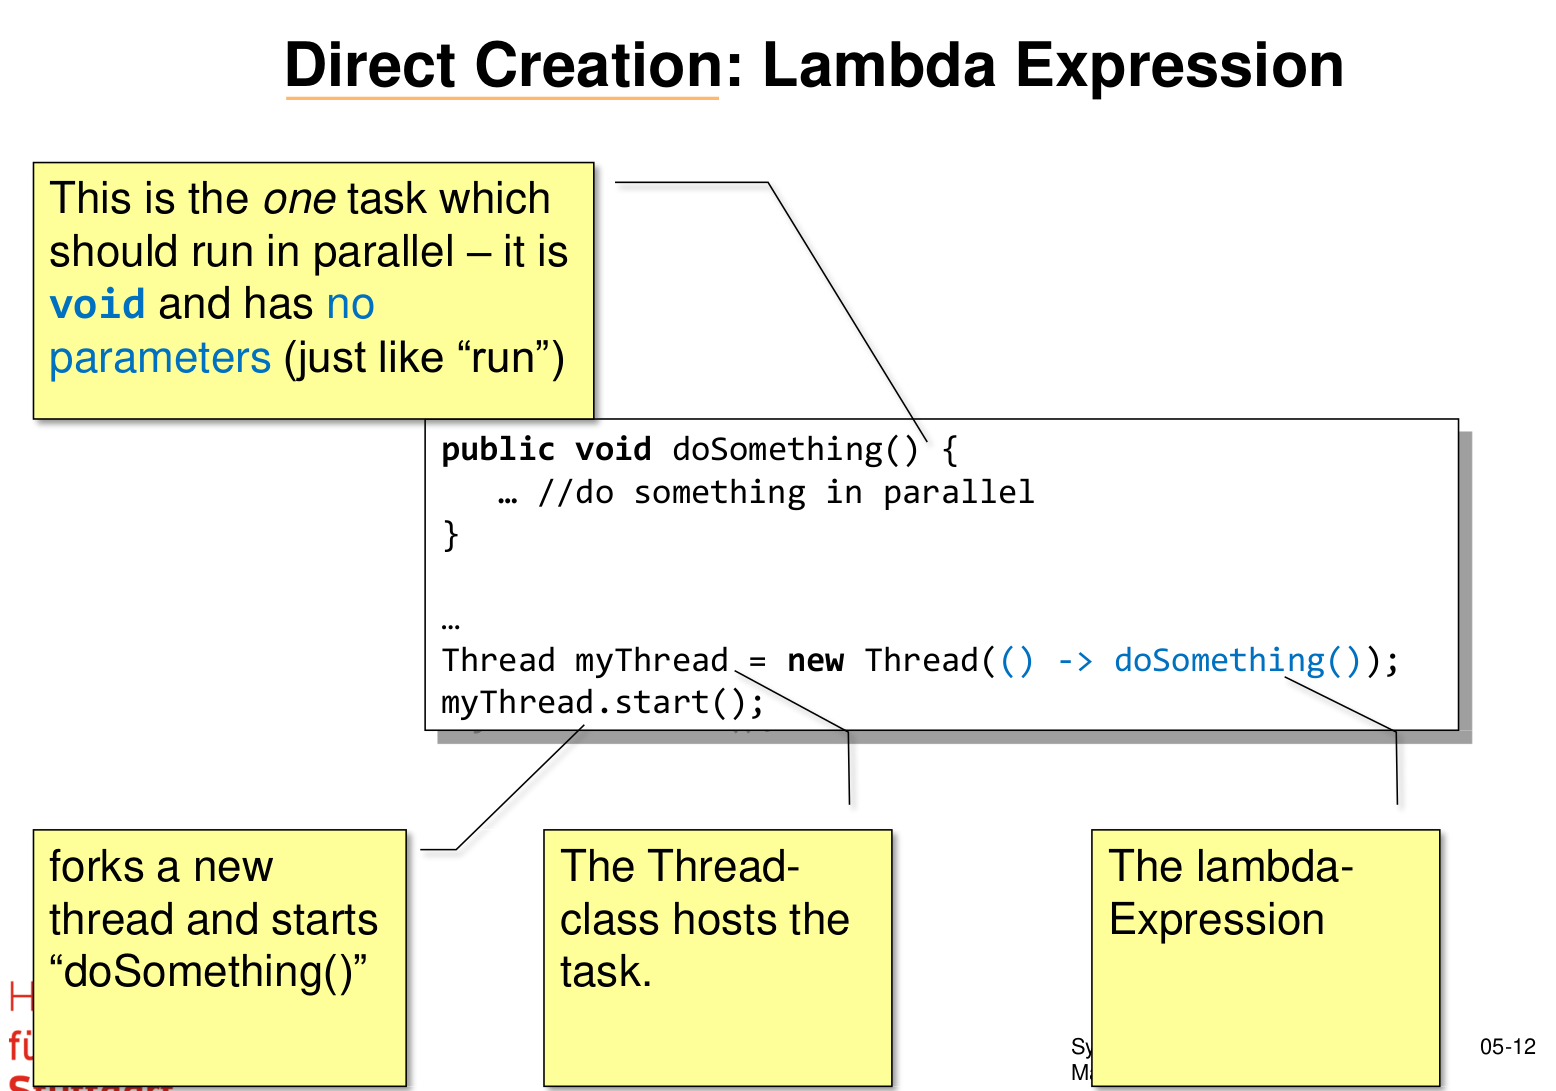 Direct Creation: Lambda Expression
This is the one task which
should run in parallel – it is
void and has no
parameters (just like “run”)
public void doSomething() {
… //do something in parallel
}
…
Thread myThread = new Thread(() -> doSomething());
myThread.start();
forks a new
thread and starts
“doSomething()”
The Thread-
class hosts the
task.
The lambda-
Expression
05-12